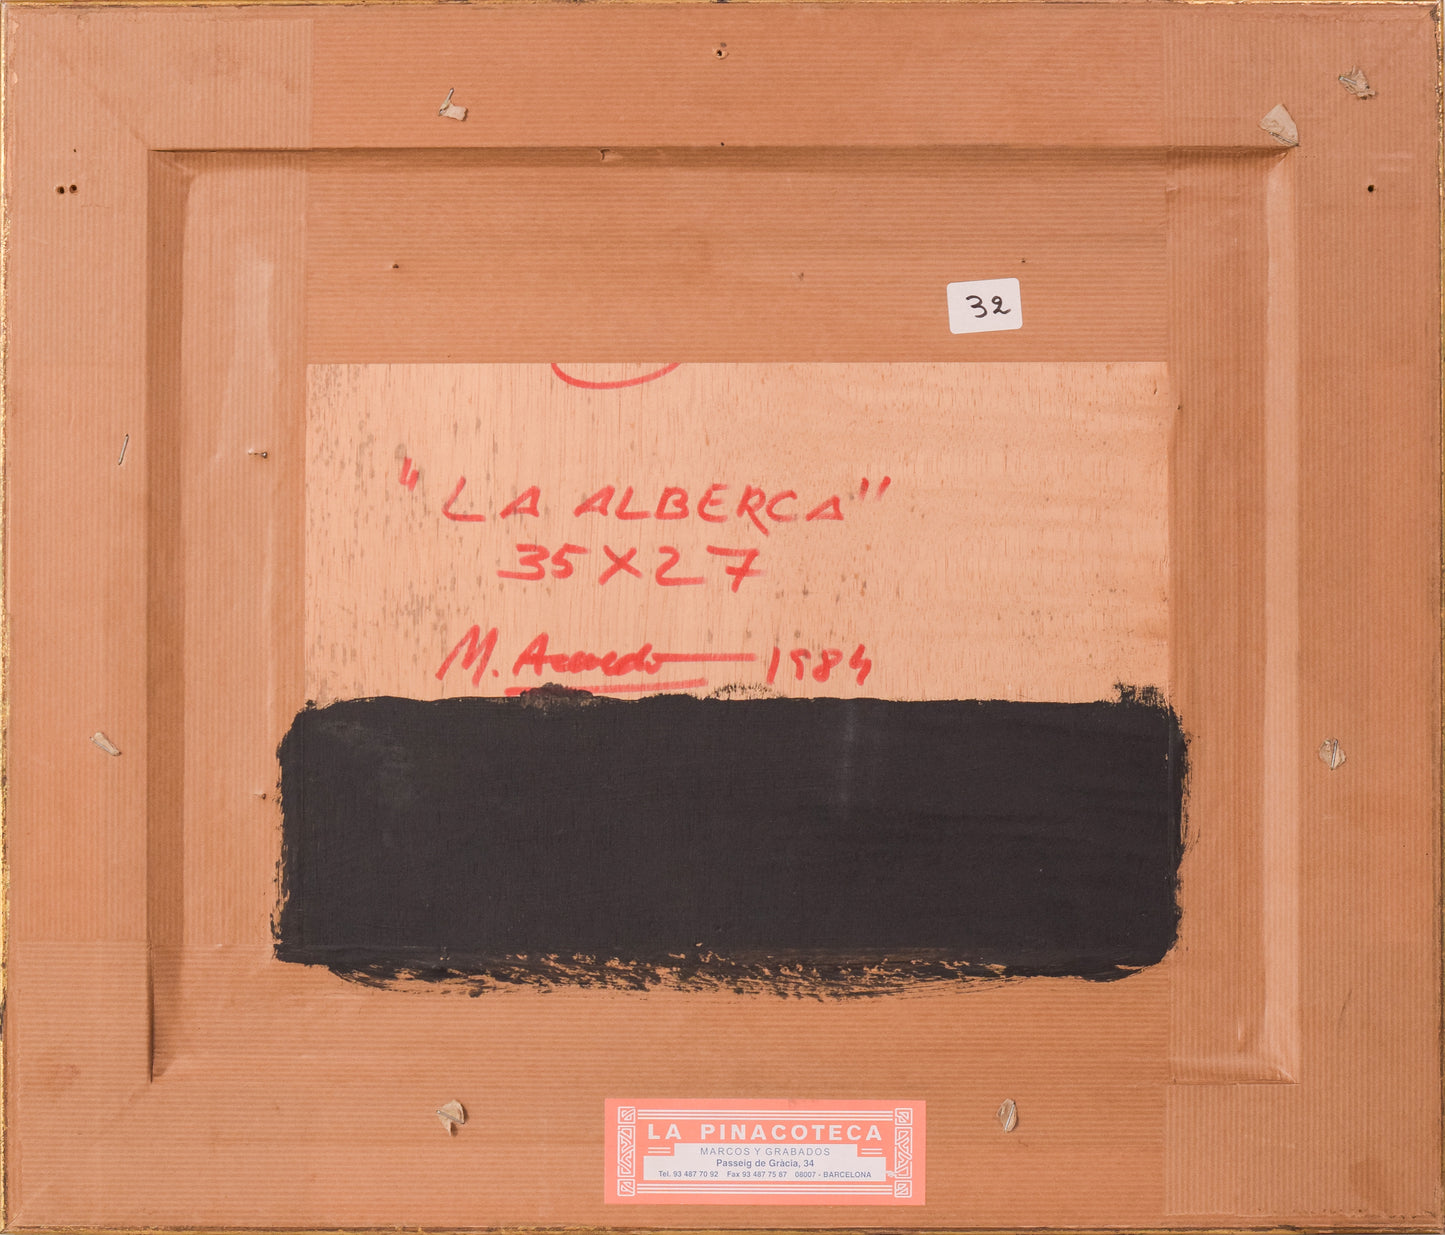 32
"LA ALBERCA"
35X27
M. Acevedo 1984
LA PINACOTECA
MARCOS Y GRABADOS
Passeig de Gràcia, 34
Tel. 93 487 70 92 Fax 93 487 75 87 08007 - BARCELONA